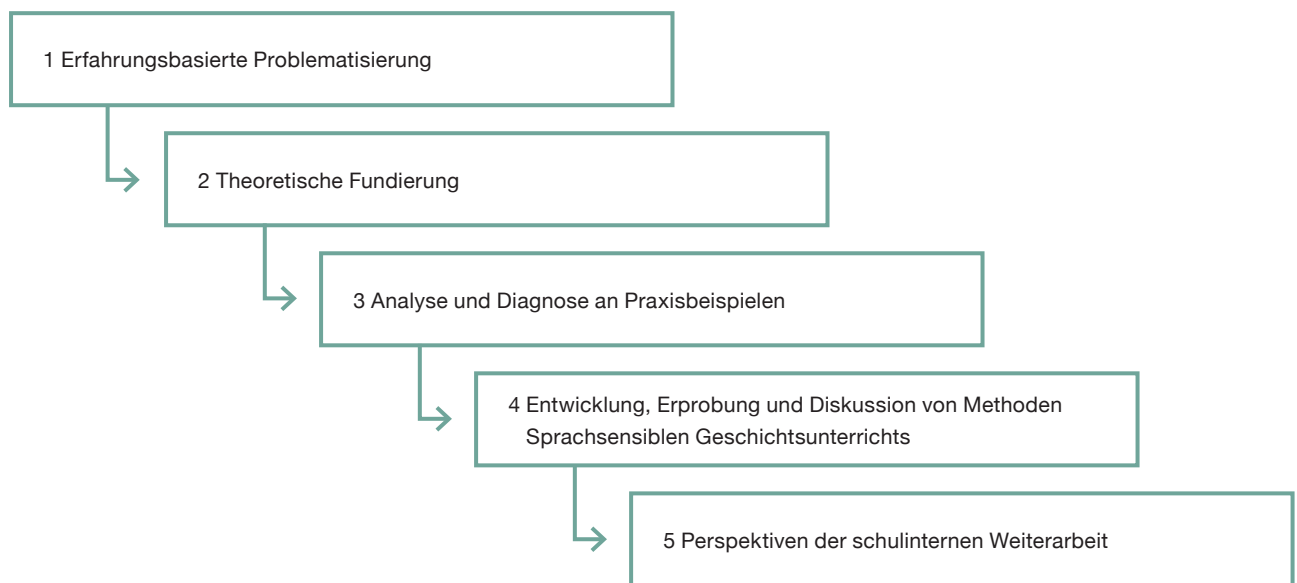 1 Erfahrungsbasierte Problematisierung
2 Theoretische Fundierung
3 Analyse und Diagnose an Praxisbeispielen
4 Entwicklung, Erprobung und Diskussion von Methoden
Sprachsensiblen Geschichtsunterrichts
5 Perspektiven der schulinternen Weiterarbeit